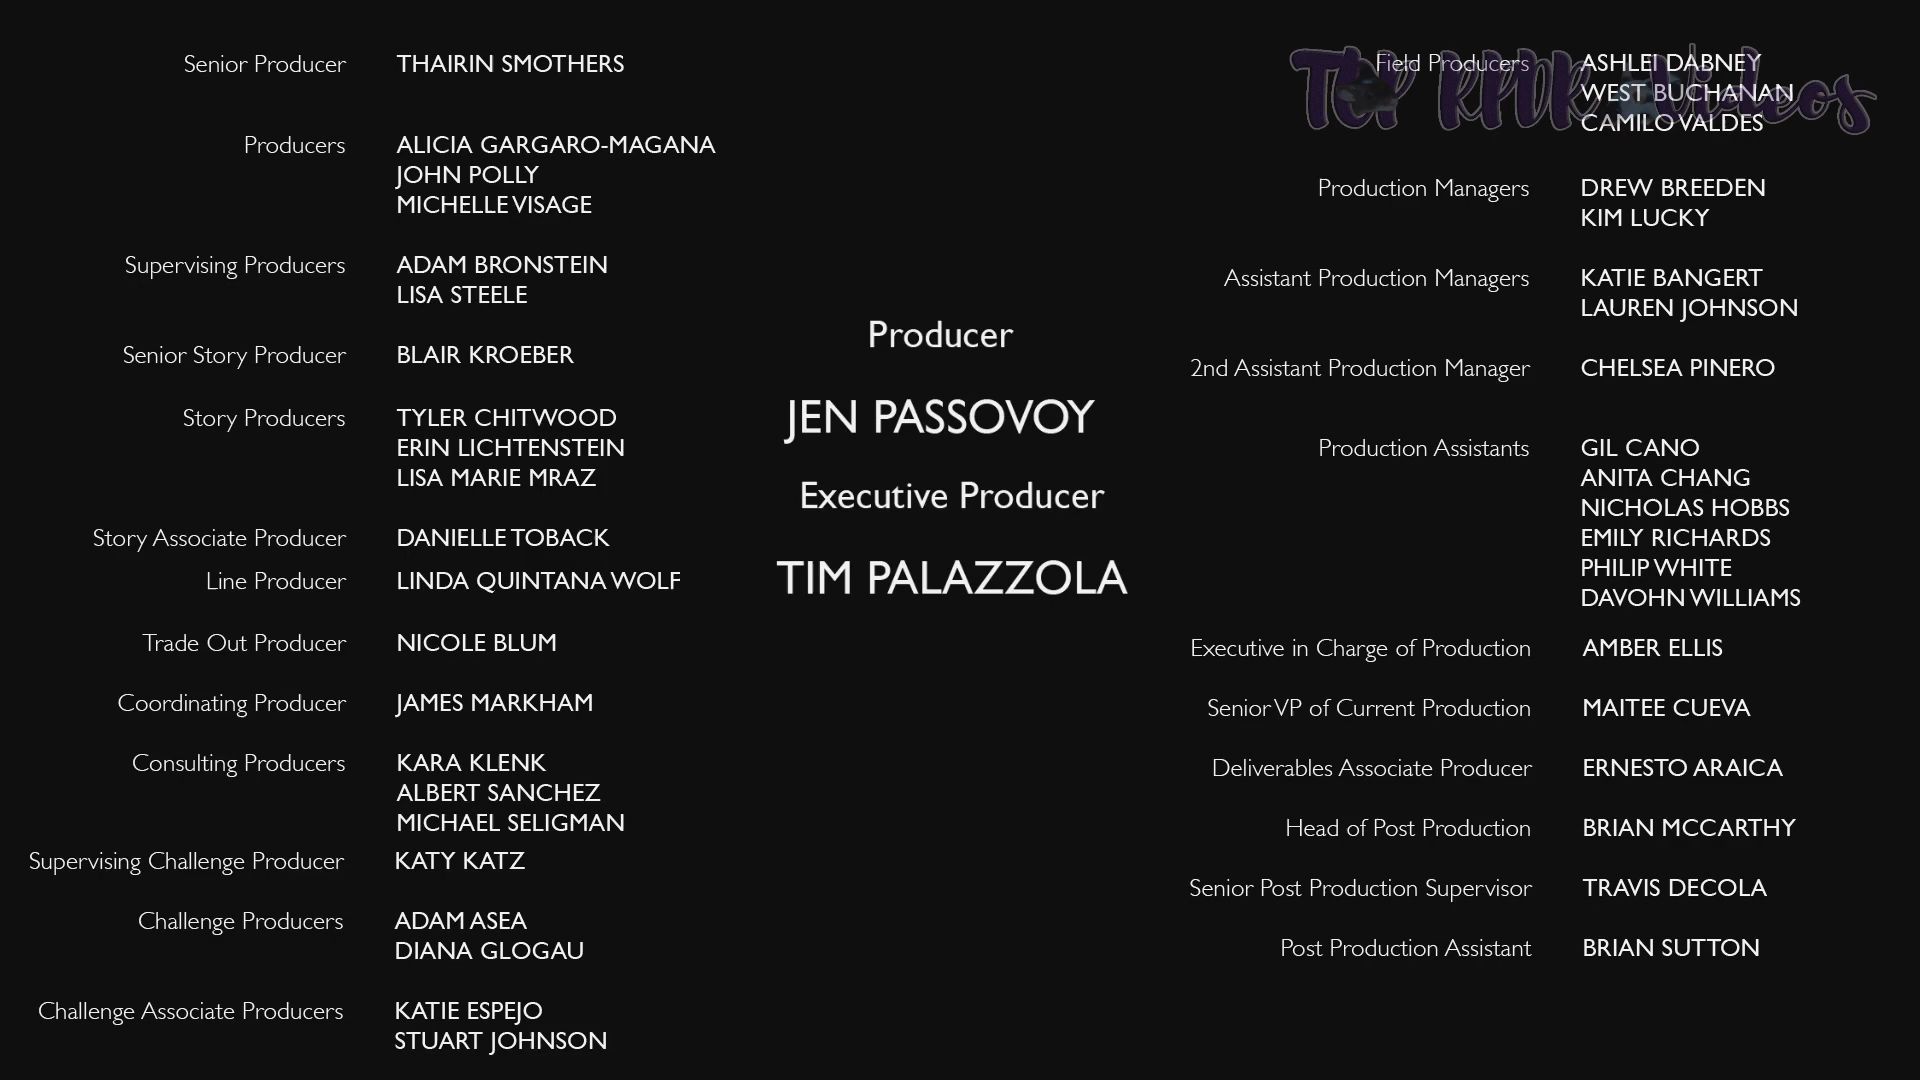 Senior Producer THAIRIN SMOTHERS
Producers ALICIA GARGARO-MAGANA
JOHN POLLY
MICHELLE VISAGE
Supervising Producers ADAM BRONSTEIN
LISA STEELE
Senior Story Producer BLAIR KROEBER
Story Producers TYLER CHITWOOD
ERIN LICHTENSTEIN
LISA MARIE MRAZ
Story Associate Producer DANIELLE TOBACK
Line Producer LINDA QUINTANA WOLF
Trade Out Producer NICOLE BLUM
Coordinating Producer JAMES MARKHAM
Consulting Producers KARA KLENK
ALBERT SANCHEZ
MICHAEL SELIGMAN
Supervising Challenge Producer KATY KATZ
Challenge Producers ADAM ASEA
DIANA GLOGAU
Challenge Associate Producers KATIE ESPEJO
STUART JOHNSON
Producer
JEN PASSOVOY
Executive Producer
TIM PALAZZOLA
Field Producers ASHLEI DABNEY
WEST BUCHANAN
CAMILO VALDES
TOP RPDR Videos
Production Managers DREW BREEDEN
KIM LUCKY
Assistant Production Managers KATIE BANGERT
LAUREN JOHNSON
2nd Assistant Production Manager CHELSEA PINERO
Production Assistants GIL CANO
ANITA CHANG
NICHOLAS HOBBS
EMILY RICHARDS
PHILIP WHITE
DAVOHN WILLIAMS
Executive in Charge of Production AMBER ELLIS
Senior VP of Current Production MAITEE CUEVA
Deliverables Associate Producer ERNESTO ARAICA
Head of Post Production BRIAN MCCARTHY
Senior Post Production Supervisor TRAVIS DECOLA
Post Production Assistant BRIAN SUTTON